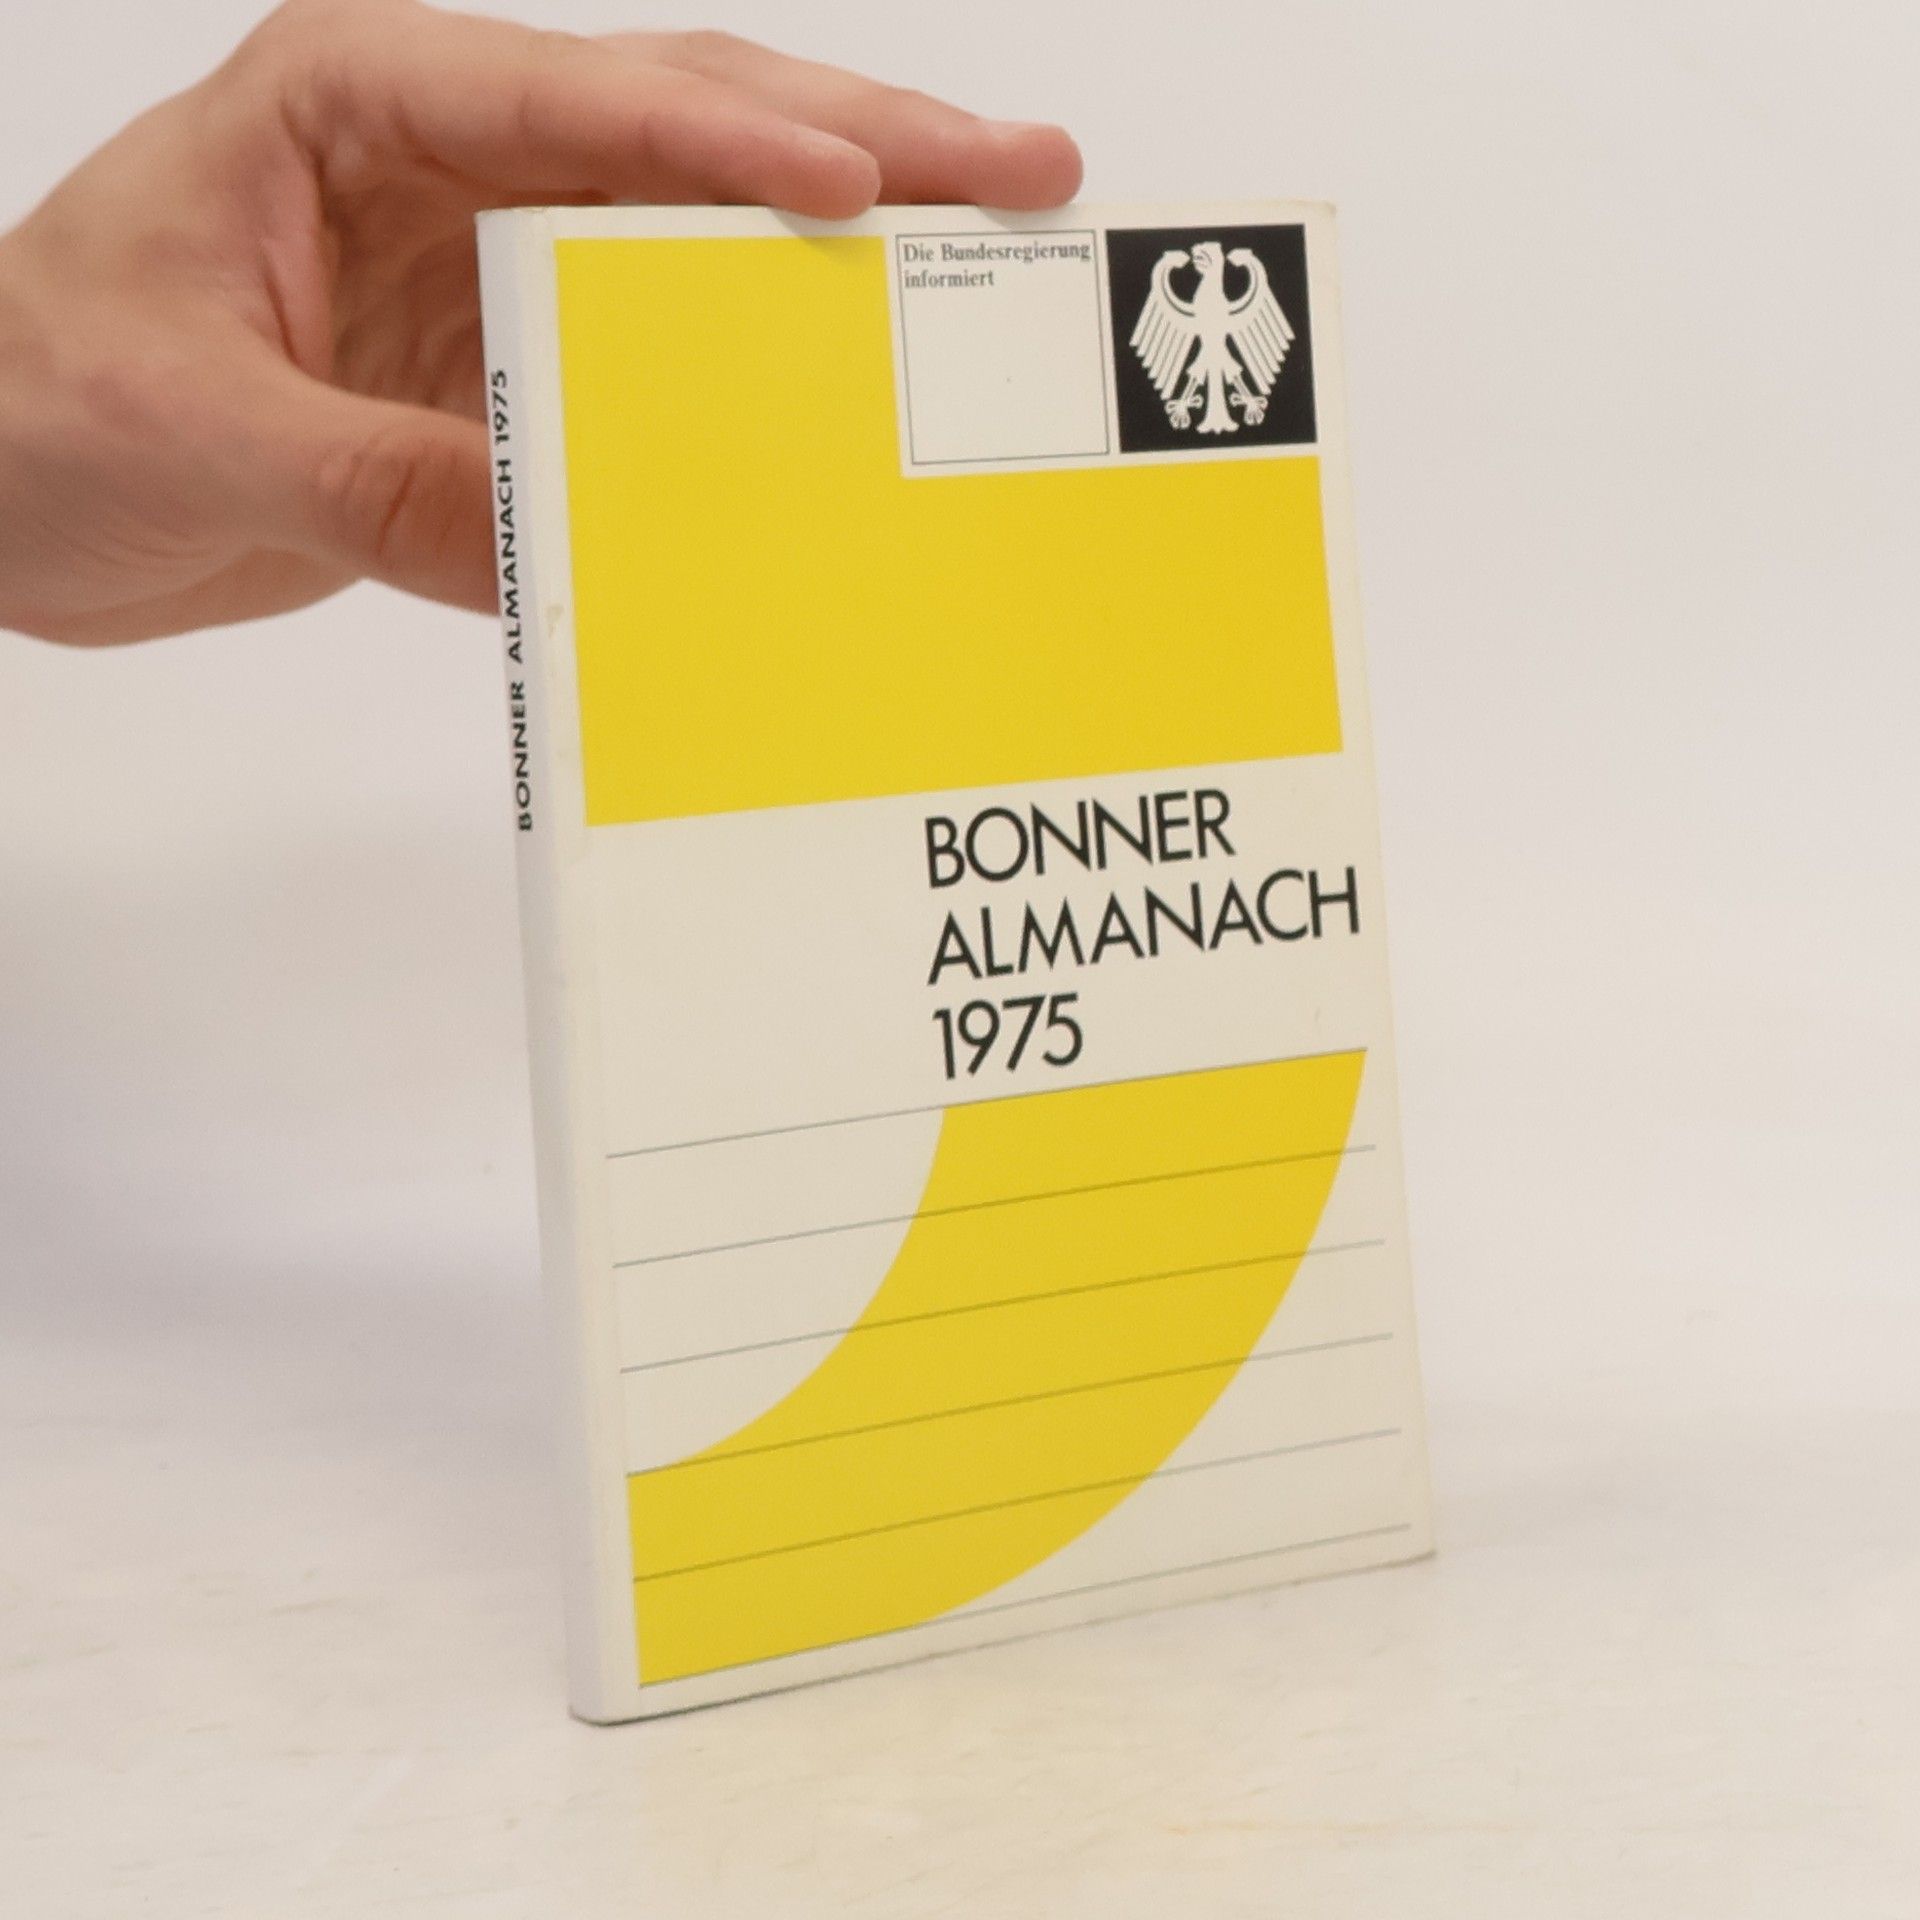 Die Bundesregierung
informiert
BONNER
ALMANACH
1975
BONNER ALMANACH 1975